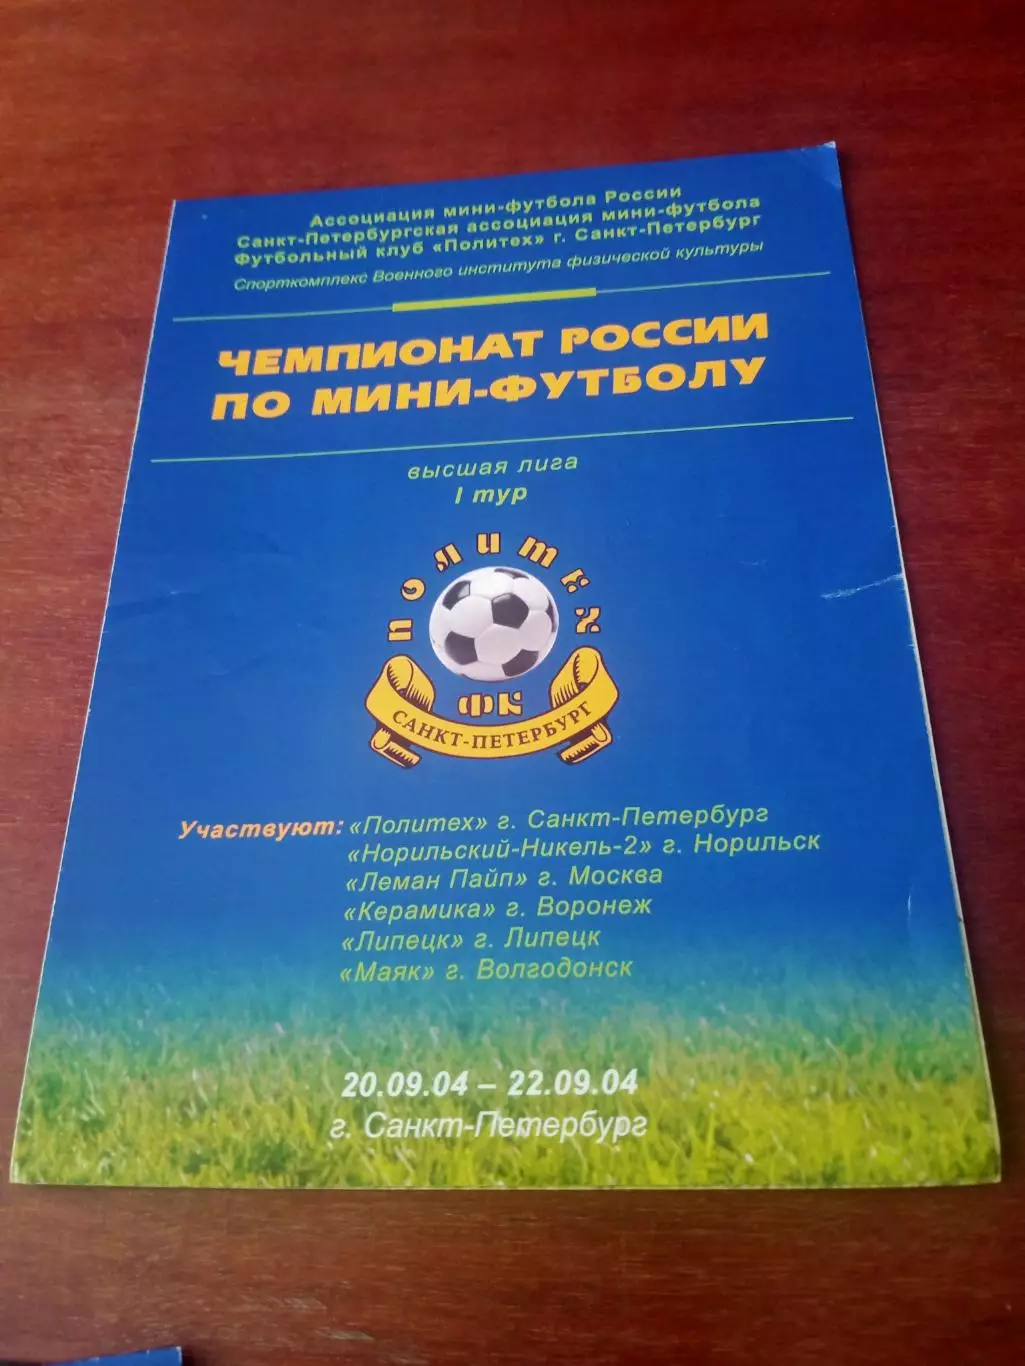 Ассоциация мини-футбола России
Санкт-Петербургская ассоциация мини-футбола
Футбольный клуб «Политех» г. Санкт-Петербург
Спорткомплекс Военного института физической культуры
ЧЕМПИОНАТ РОССИИ
ПО МИНИ-ФУТБОЛУ
высшая лига
I тур
ПОЛИТЕХ
ФК
САНКТ-ПЕТЕРБУРГ
Участвуют: «Политех» г. Санкт-Петербург
«Норильский-Никель-2» г. Норильск
«Леман Пайп» г. Москва
«Керамика» г. Воронеж
«Липецк» г. Липецк
«Маяк» г. Волгодонск
20.09.04 – 22.09.04
г. Санкт-Петербург